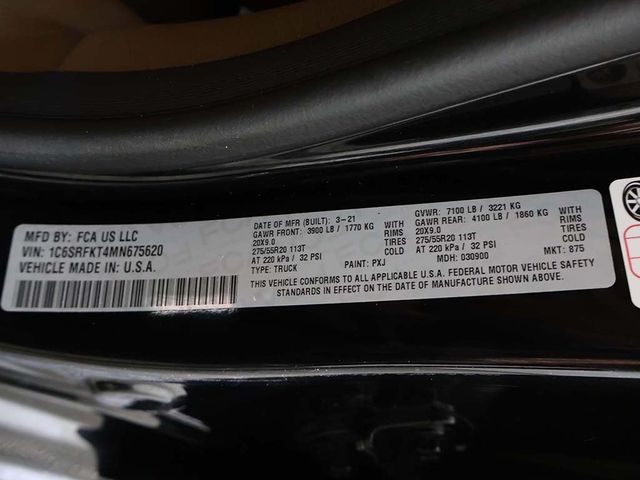 MFD BY: FCA US LLC
VIN: 1C6SRFKT4MN675620
VEHICLE MADE IN: U.S.A.
DATE OF MFR (BUILT): 3-21
GAWR FRONT: 3900 LB / 1770 KG WITH
20X9.0 RIMS
275/55R20 113T TIRES
AT 220 kPa / 32 PSI COLD
TYPE: TRUCK PAINT: PXJ
GVWR: 7100 LB / 3221 KG
GAWR REAR: 4100 LB / 1860 KG WITH
20X9.0 RIMS
275/55R20 113T TIRES
AT 220 kPa / 32 PSI COLD
MDH: 030900 MKT: 875
THIS VEHICLE CONFORMS TO ALL APPLICABLE U.S.A. FEDERAL MOTOR VEHICLE SAFETY
STANDARDS IN EFFECT ON THE DATE OF MANUFACTURE SHOWN ABOVE.